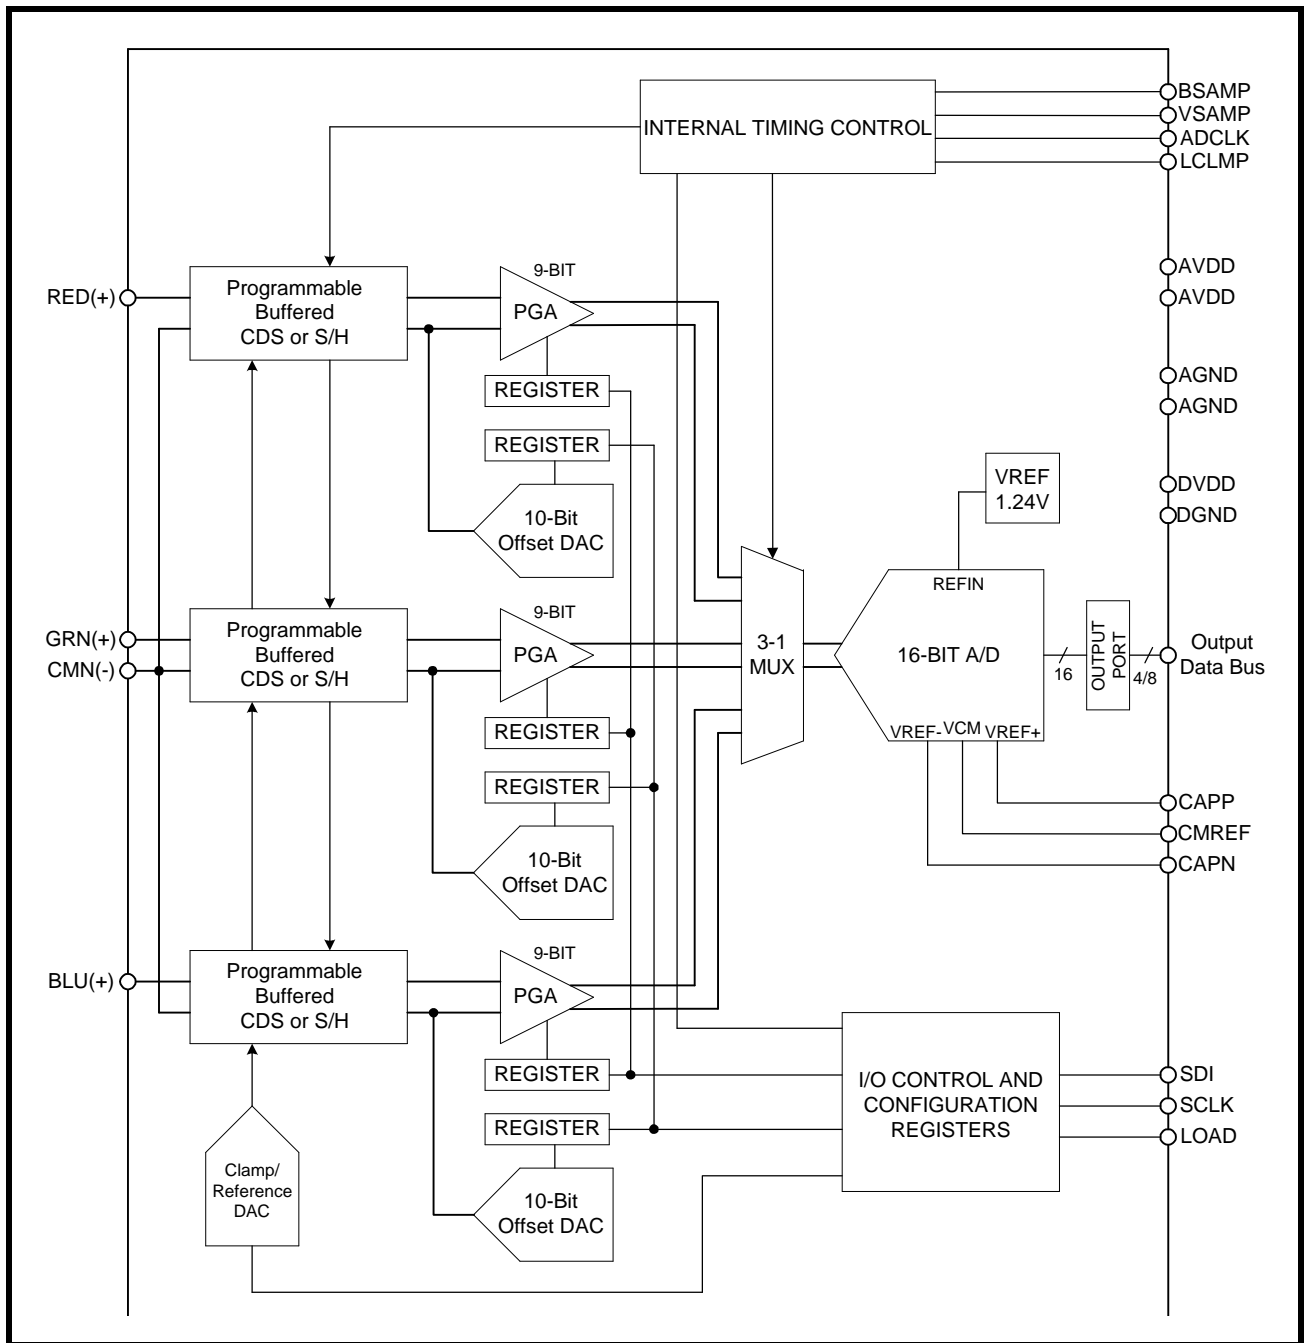 BSAMP
VSAMP
INTERNAL TIMING CONTROL
ADCLK
LCLMP
AVDD
AVDD
AGND
AGND
DVDD
DGND
9-BIT
RED(+)
Programmable
Buffered
CDS or S/H
PGA
REGISTER
REGISTER
10-Bit
Offset DAC
VREF
1.24V
REFIN
16-BIT A/D
VREF-
VCM
VREF+
16
OUTPUT
PORT
4/8
Output
Data Bus
3-1
MUX
9-BIT
GRN(+)
CMN(-)
Programmable
Buffered
CDS or S/H
PGA
REGISTER
REGISTER
10-Bit
Offset DAC
CAPP
CMREF
CAPN
9-BIT
BLU(+)
Programmable
Buffered
CDS or S/H
PGA
REGISTER
REGISTER
10-Bit
Offset DAC
Clamp/
Reference
DAC
I/O CONTROL AND
CONFIGURATION
REGISTERS
SDI
SCLK
LOAD